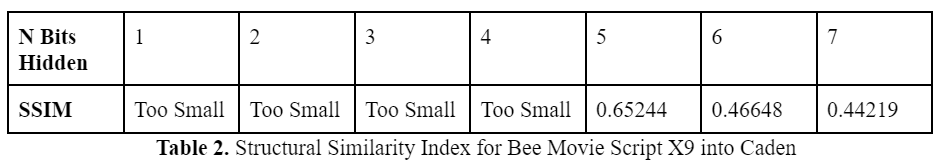 N Bits Hidden 1 2 3 4 5 6 7
SSIM Too Small Too Small Too Small Too Small 0.65244 0.46648 0.44219
Table 2. Structural Similarity Index for Bee Movie Script X9 into Caden